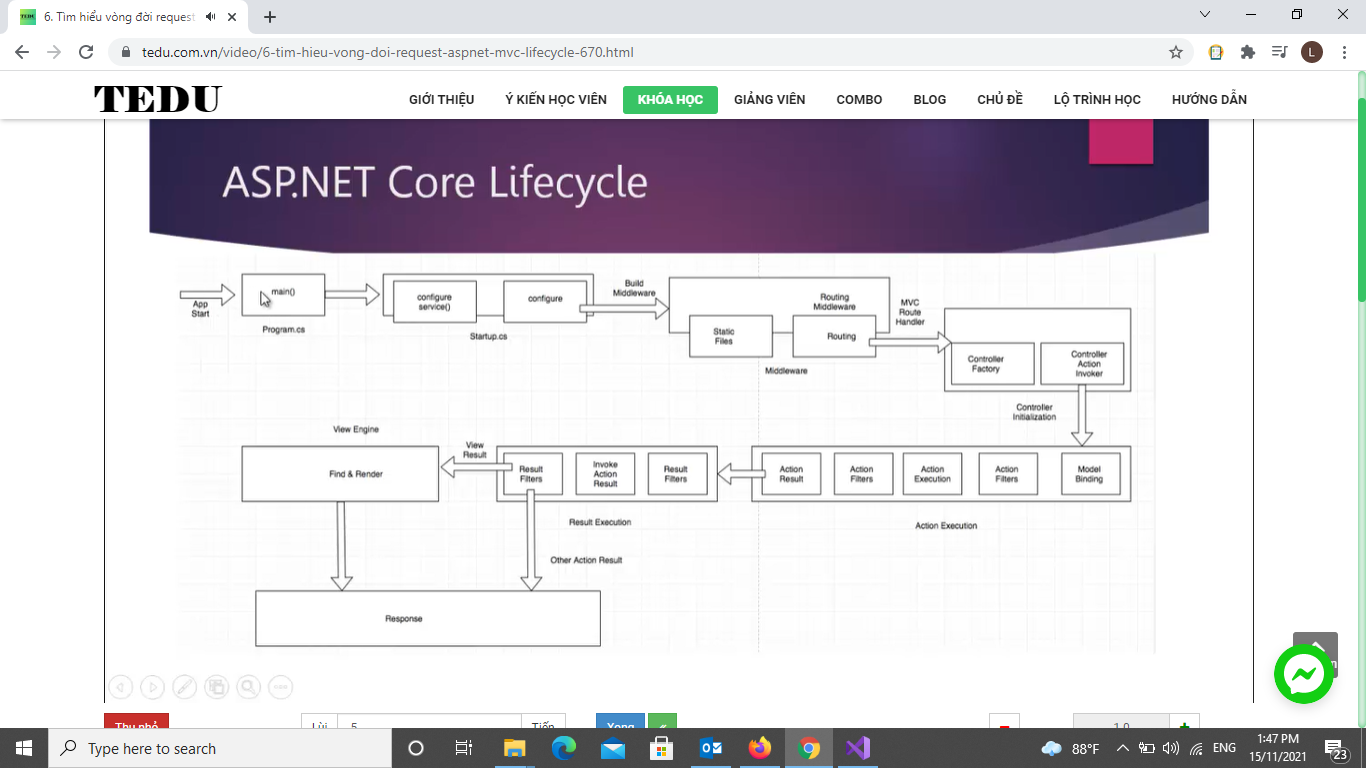 6. Tìm hiểu vòng đời request
tedu.com.vn/video/6-tim-hieu-vong-doi-request-aspnet-mvc-lifecycle-670.html
L
TEDU
GIỚI THIỆU
Ý KIẾN HỌC VIÊN
KHÓA HỌC
GIẢNG VIÊN
COMBO
BLOG
CHỦ ĐỀ
LỘ TRÌNH HỌC
HƯỚNG DẪN
ASP.NET Core Lifecycle
App
Start
main()
Program.cs
configure
service()
configure
Startup.cs
Build
Middleware
Routing
Middleware
Static
Files
Routing
Middleware
MVC
Route
Handler
Controller
Factory
Controller
Action
Invoker
Controller
Initialization
View Engine
Find & Render
View
Result
Result
Filters
Invoke
Action
Result
Result
Filters
Result Execution
Action
Result
Action
Filters
Action
Execution
Action
Filters
Model
Binding
Action Execution
Other Action Result
Response
Thu nhỏ
Lùi
5
Tiến
Xong
1.0
Type here to search
88°F
ENG
1:47 PM
15/11/2021
23